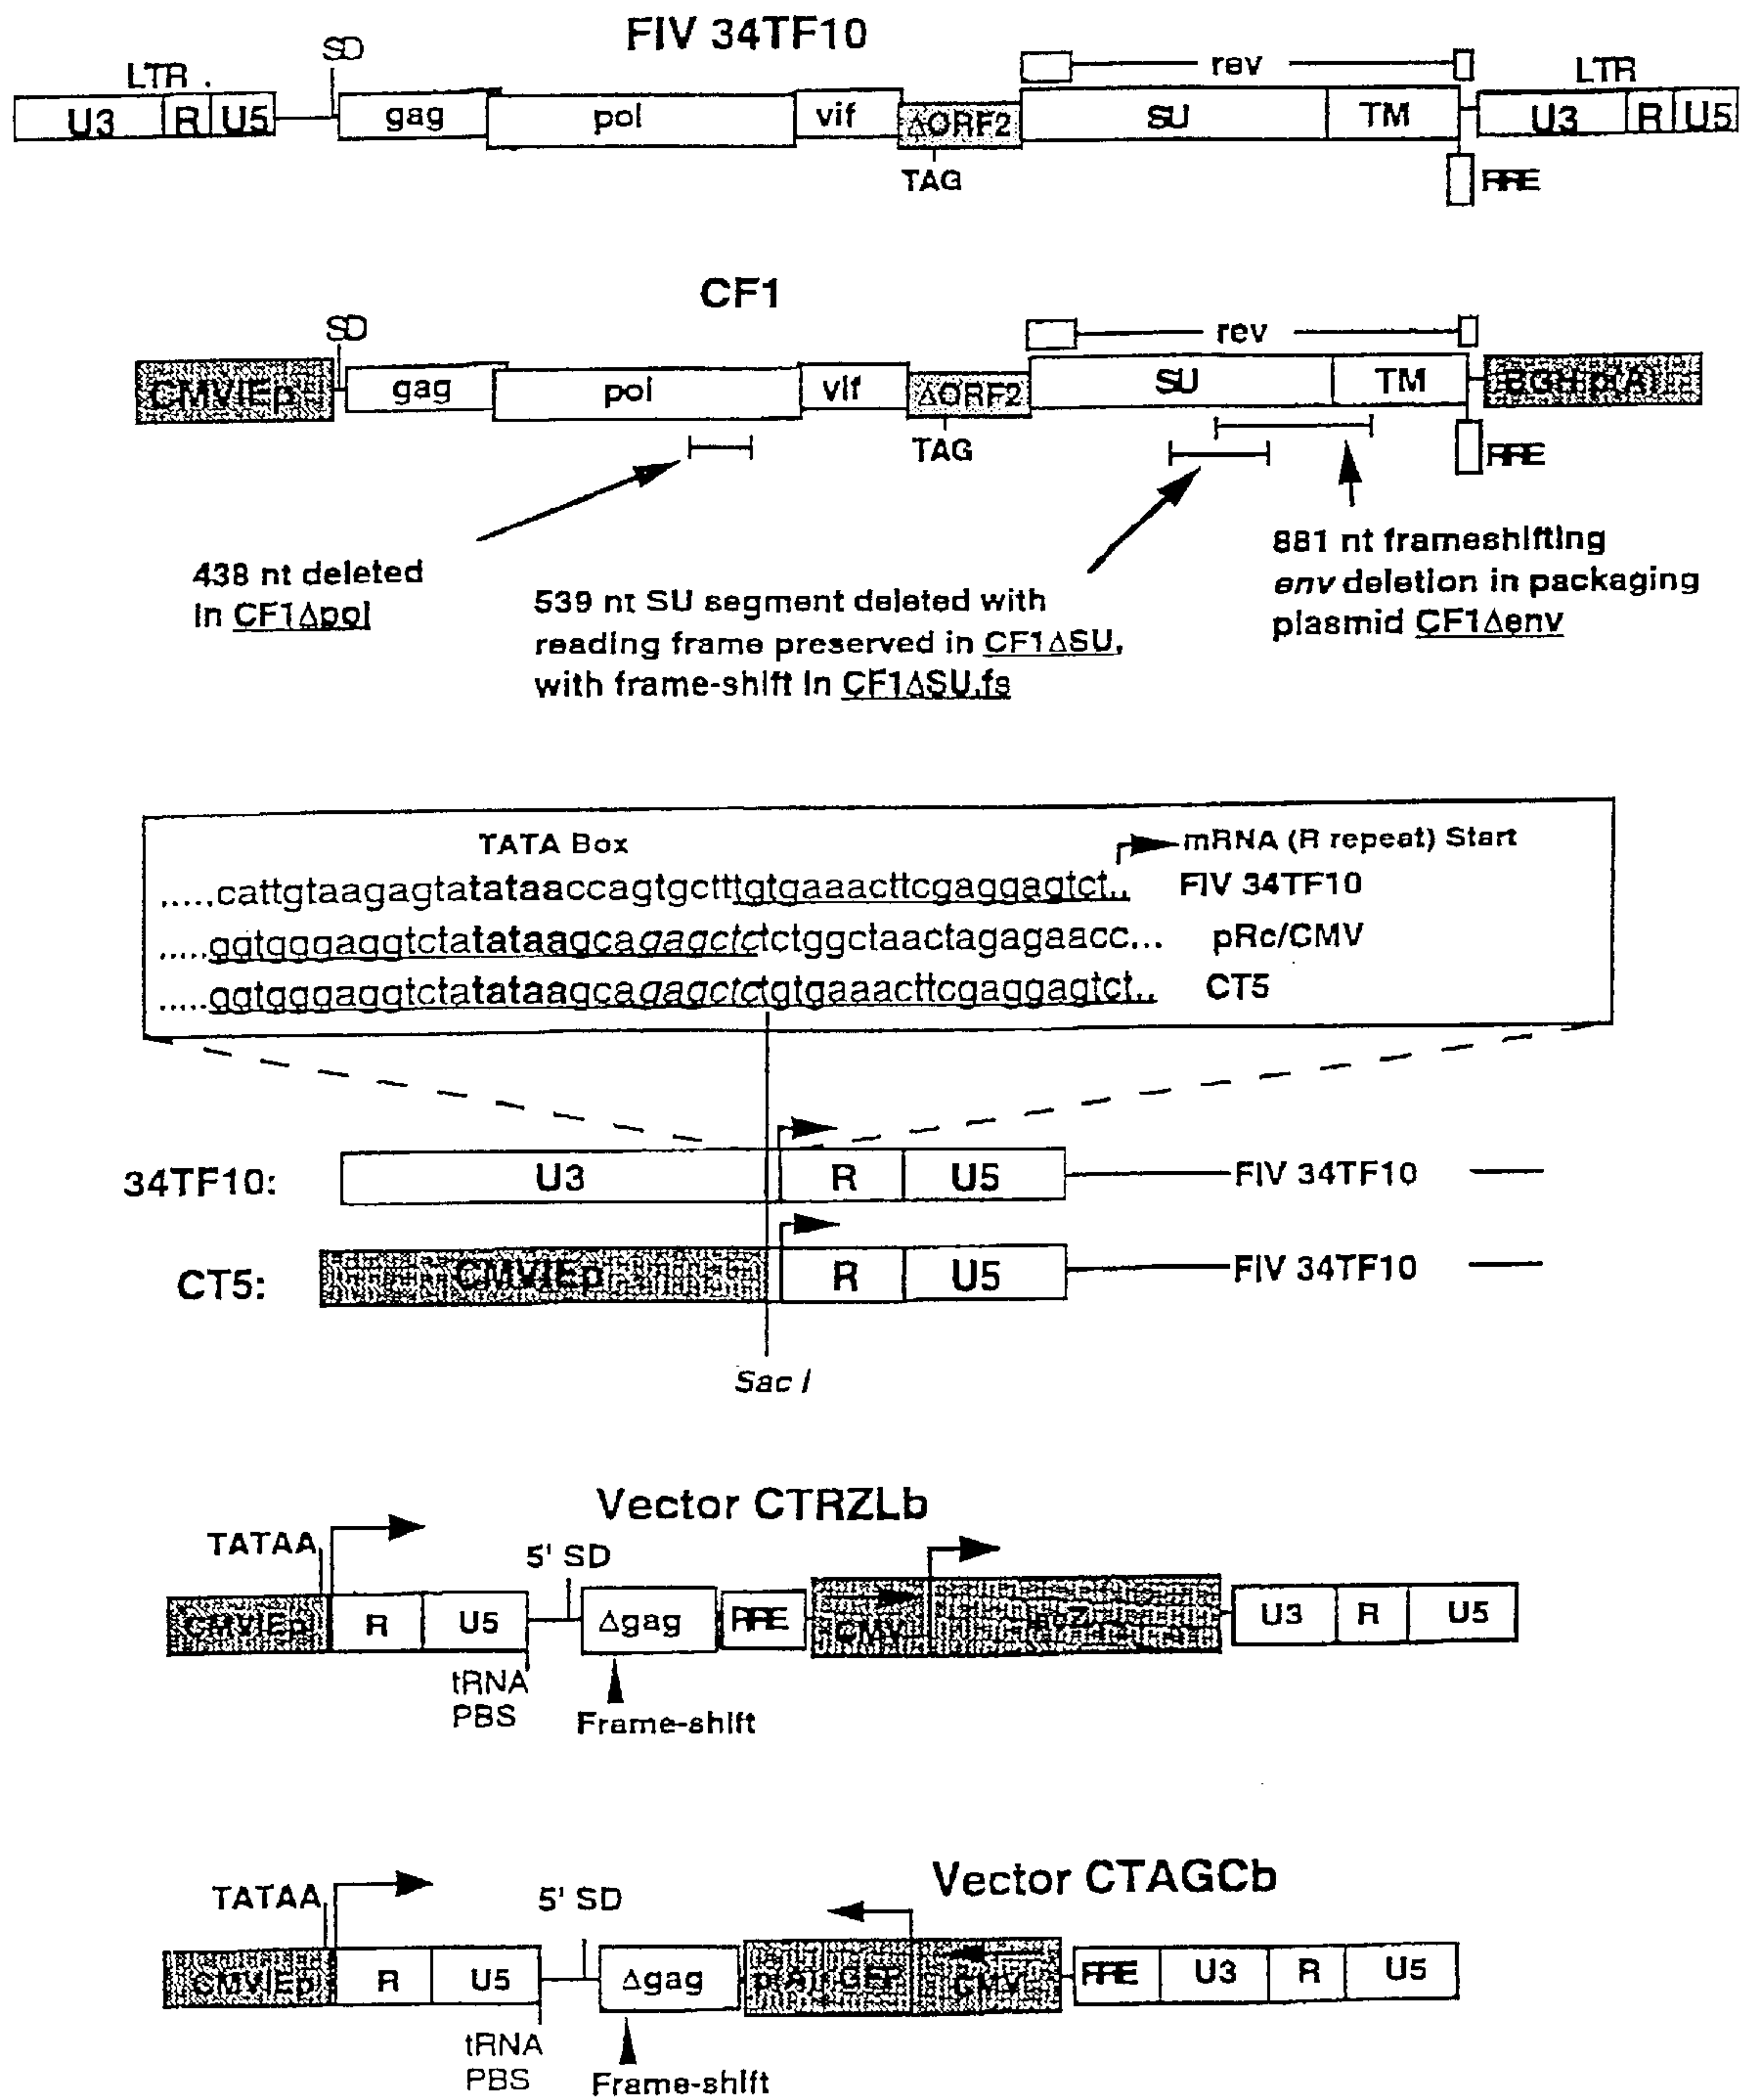 FIV 34TF10
SD
rev
LTR .
LTR
U3 R U5 gag pol vif ΔORF2 SU TM U3 R U5
TAG
RRE
CF1
SD
rev
CMVIEp gag pol vif ΔORF2 SU TM BGH p(A)
TAG
RRE
438 nt deleted
in CF1Δpol
539 nt SU segment deleted with
reading frame preserved in CF1ΔSU,
with frame-shift in CF1ΔSU.fs
881 nt frameshifting
env deletion in packaging
plasmid CF1Δenv
TATA Box
mRNA (R repeat) Start
.....cattgtaagagtatataaccagtgctttgtgaaacttcgaggagtct.. FIV 34TF10
.....ggtgggaggtctatataagcagagctctctggctaactagagaacc... pRc/CMV
.....ggtgggaggtctatataagcagagctctgtgaaacttcgaggagtct.. CT5
34TF10: U3 R U5 FIV 34TF10
CT5: CMVIEp R U5 FIV 34TF10
Sac I
Vector CTRZLb
TATAA
5' SD
CMVIEp R U5 Δgag RRE CMV U3 R U5
tRNA
PBS
Frame-shift
Vector CTAGCb
TATAA
5' SD
CMVIEp R U5 Δgag p(A) GFP CMV RRE U3 R U5
tRNA
PBS
Frame-shift